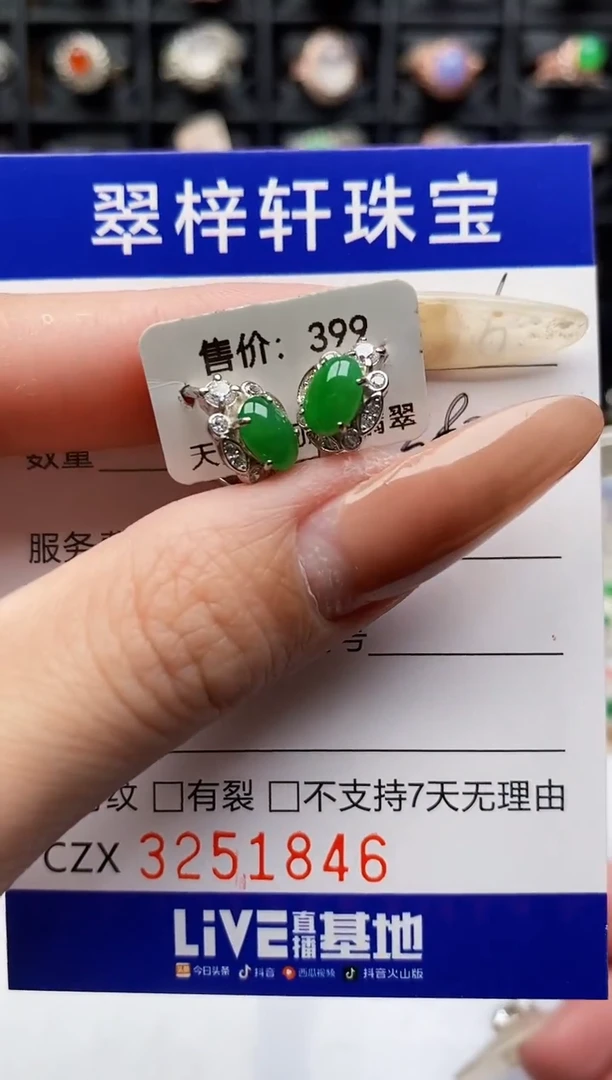 翠梓轩珠宝
售价：399
天 翠
数量
服务
号
纹 □有裂 □不支持7天无理由
CZX 3251846
LiVE直播基地
今日头条 抖音 西瓜视频 抖音火山版